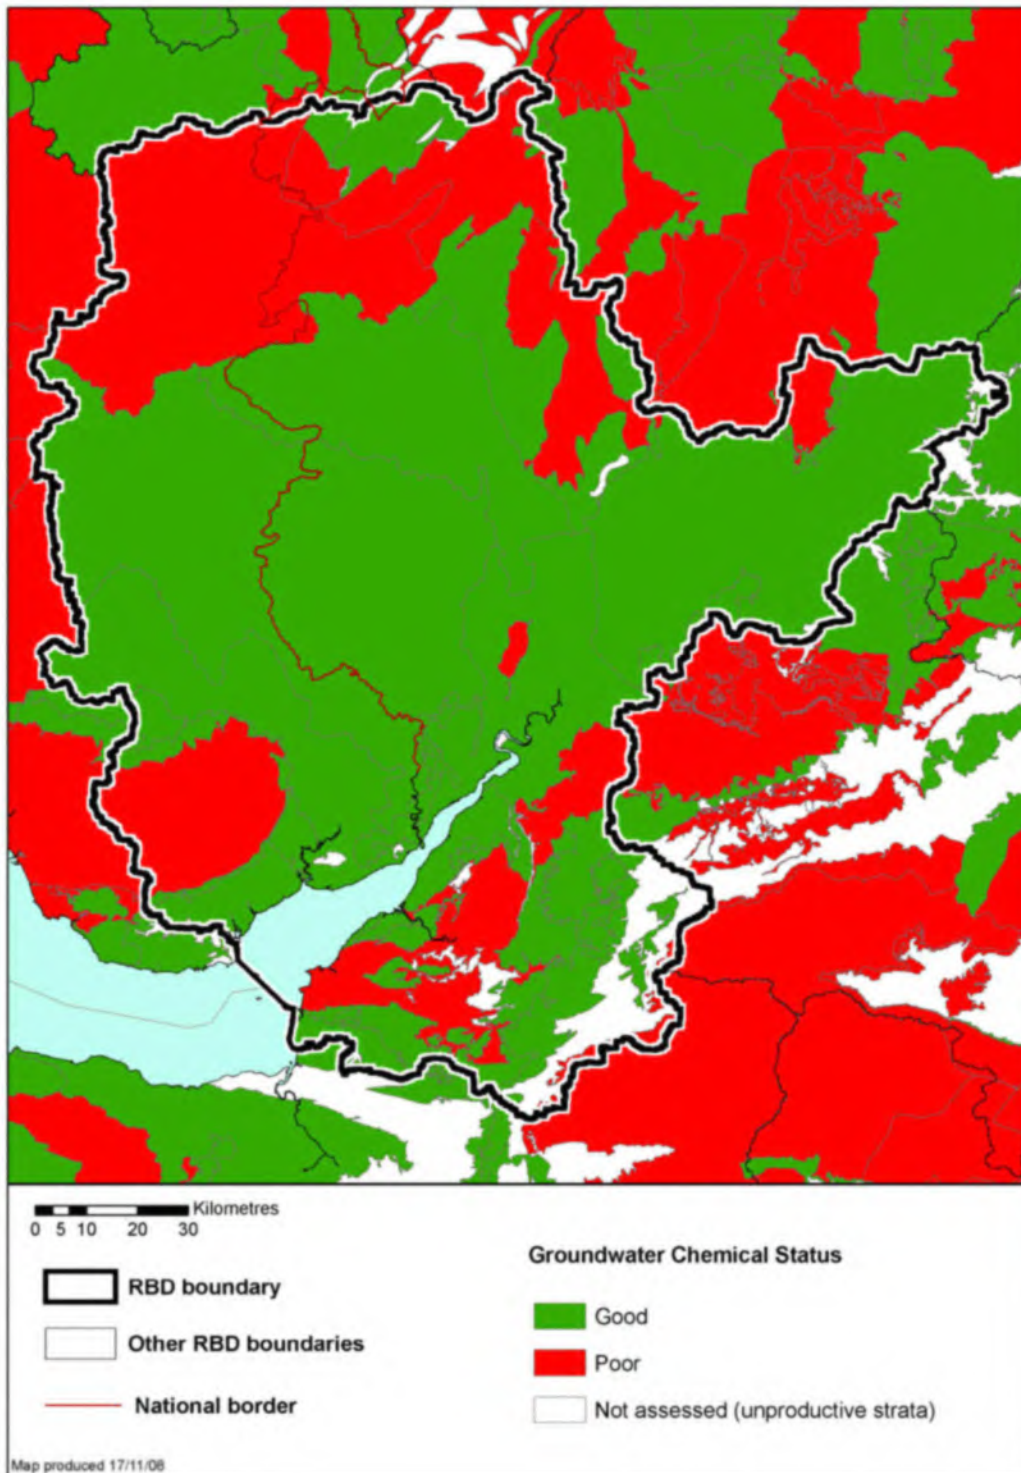 Kilometres
0 5 10 20 30
RBD boundary
Other RBD boundaries
National border
Groundwater Chemical Status
Good
Poor
Not assessed (unproductive strata)
Map produced 17/11/08